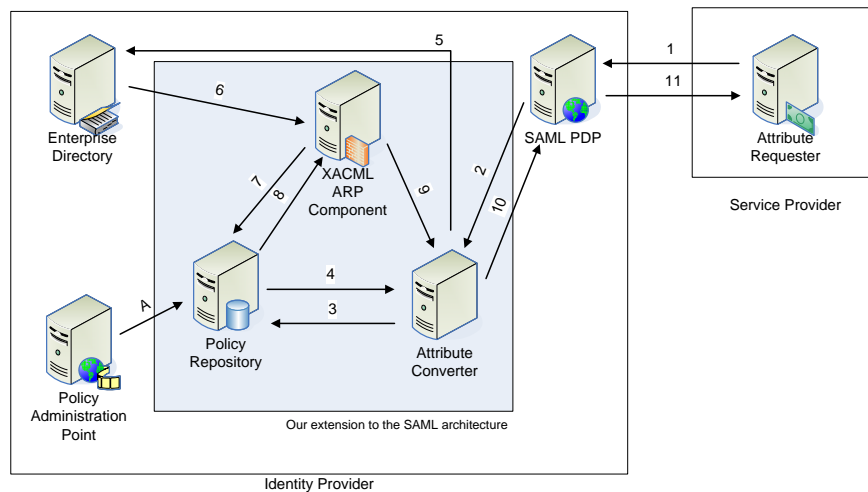 5
1
11
6
Enterprise
Directory
SAML PDP
Attribute
Requester
XACML
ARP
Component
7
8
9
2
10
Service Provider
4
3
A
Policy
Repository
Attribute
Converter
Policy
Administration
Point
Our extension to the SAML architecture
Identity Provider